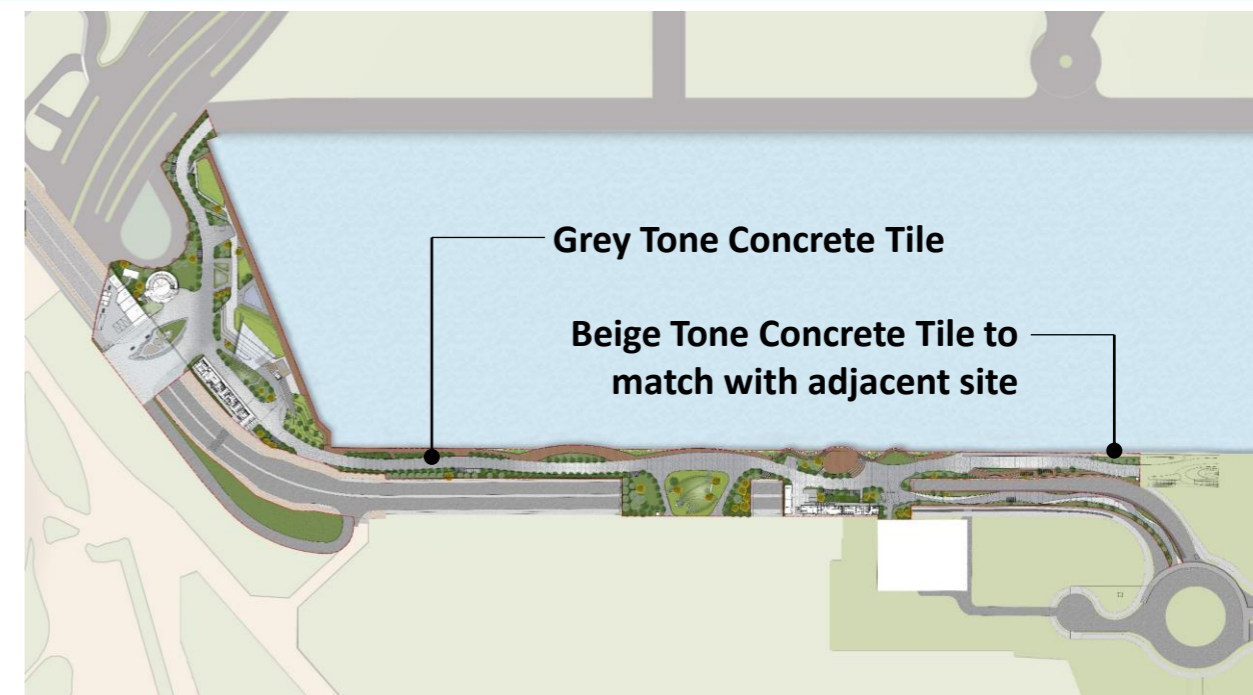 Grey Tone Concrete Tile
Beige Tone Concrete Tile to
match with adjacent site